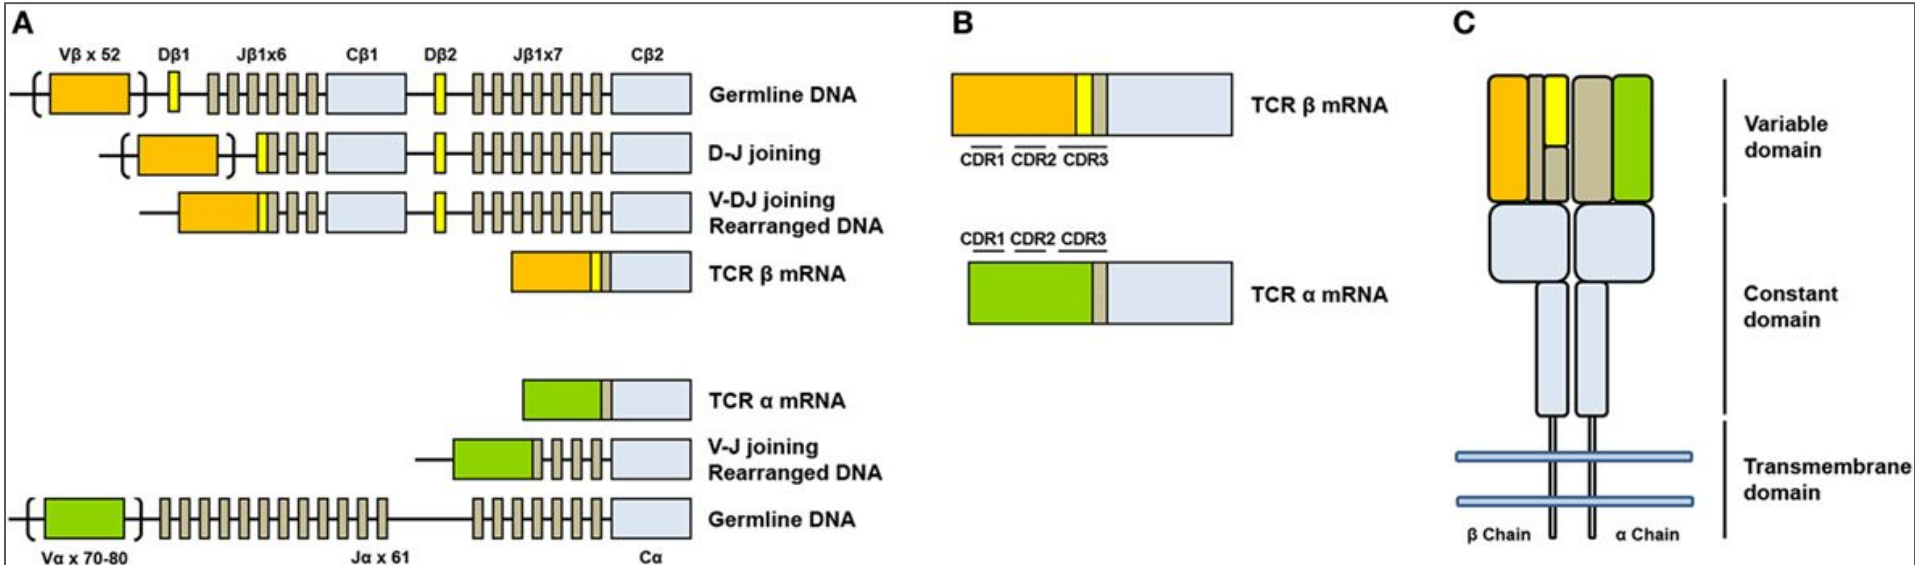 A
Vβ x 52 Dβ1 Jβ1x6 Cβ1 Dβ2 Jβ1x7 Cβ2
Germline DNA
D-J joining
V-DJ joining
Rearranged DNA
TCR β mRNA
TCR α mRNA
V-J joining
Rearranged DNA
Germline DNA
Vα x 70-80 Jα x 61 Cα
B
TCR β mRNA
CDR1 CDR2 CDR3
CDR1 CDR2 CDR3
TCR α mRNA
C
Variable
domain
Constant
domain
Transmembrane
domain
β Chain α Chain